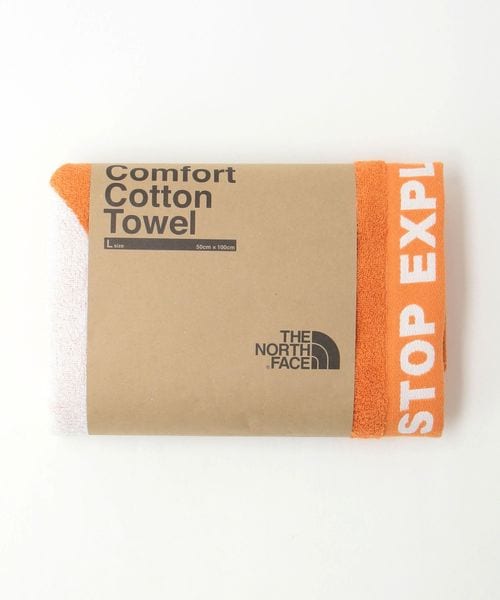 Comfort
Cotton
Towel
L size 50cm x 100cm
THE
NORTH
FACE
STOP EXPL